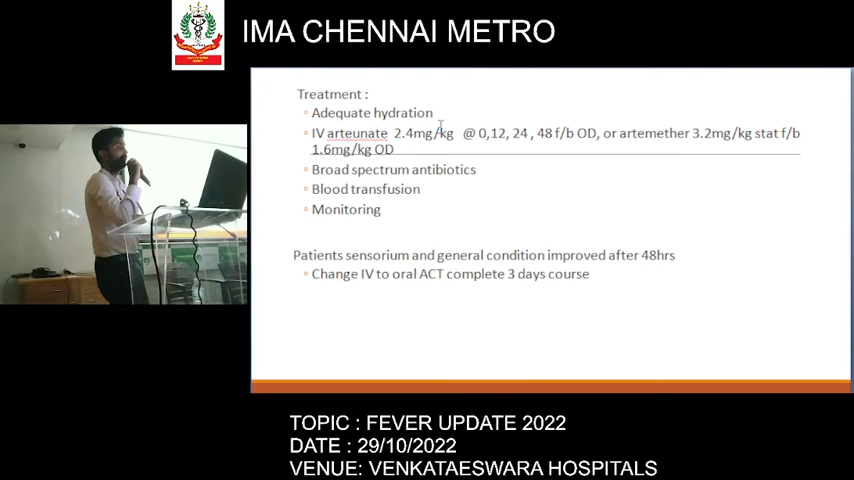 IMA CHENNAI METRO
Treatment :
◦ Adequate hydration
◦ IV arteunate 2.4mg/kg @ 0,12, 24 , 48 f/b OD, or artemether 3.2mg/kg stat f/b
1.6mg/kg OD
◦ Broad spectrum antibiotics
◦ Blood transfusion
◦ Monitoring
Patients sensorium and general condition improved after 48hrs
◦ Change IV to oral ACT complete 3 days course
TOPIC : FEVER UPDATE 2022
DATE : 29/10/2022
VENUE: VENKATAESWARA HOSPITALS